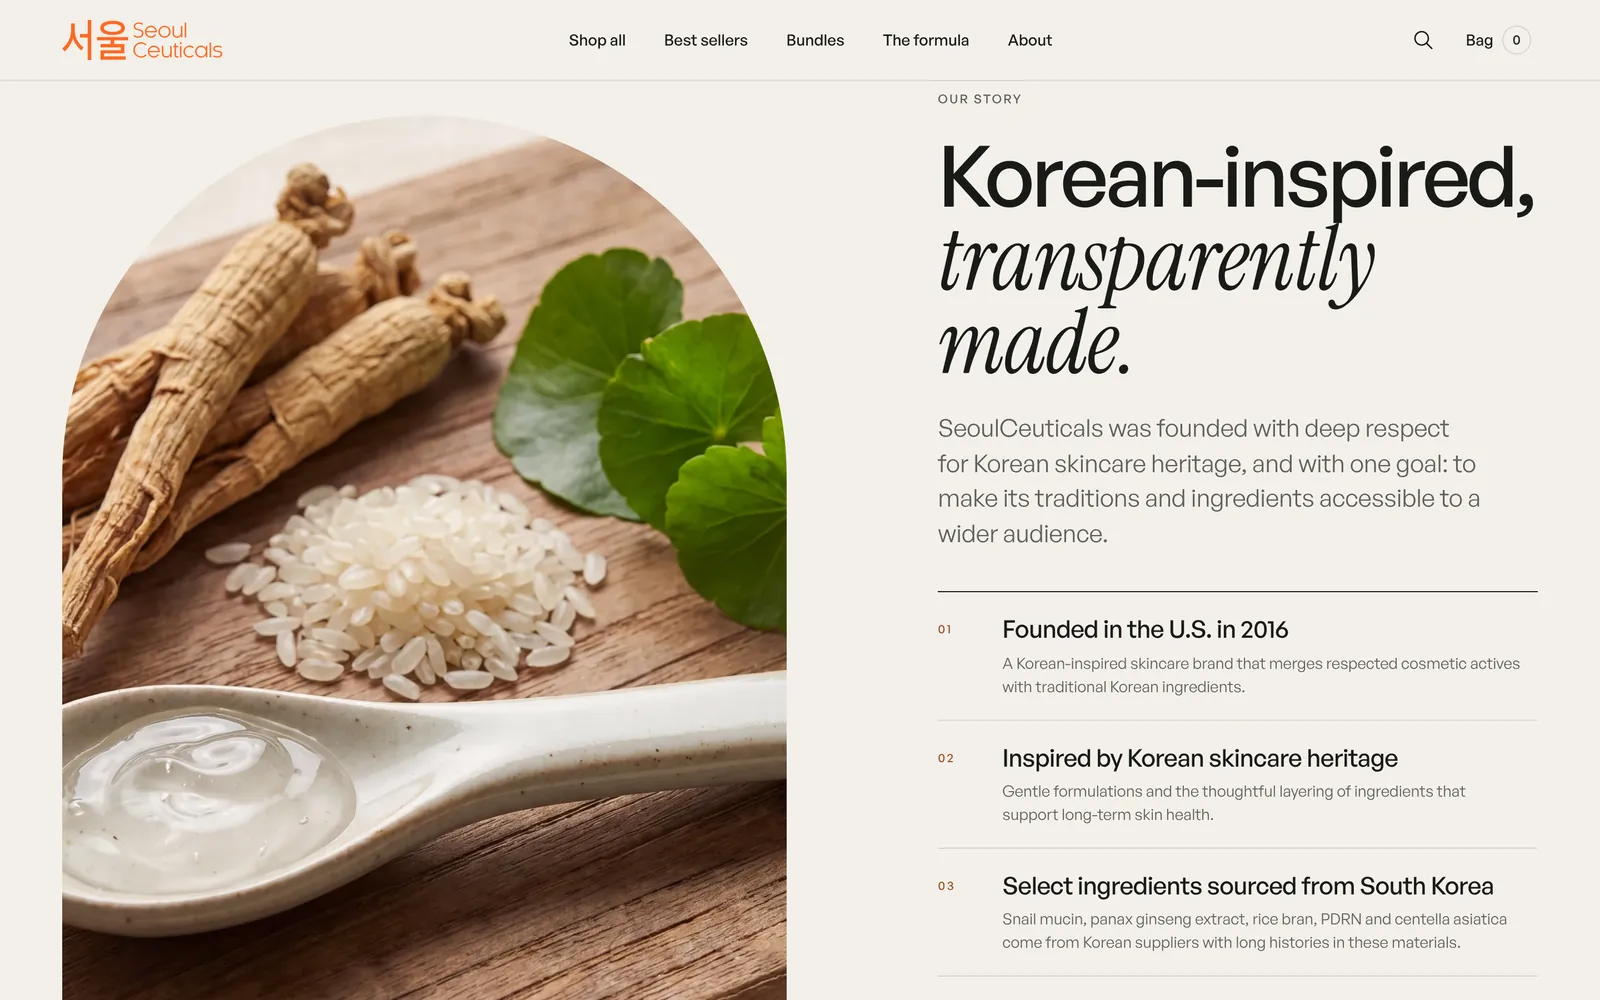 서울 Seoul
Ceuticals
Shop all
Best sellers
Bundles
The formula
About
Bag 0
OUR STORY
Korean-inspired,
transparently
made.
SeoulCeuticals was founded with deep respect
for Korean skincare heritage, and with one goal: to
make its traditions and ingredients accessible to a
wider audience.
01 Founded in the U.S. in 2016
A Korean-inspired skincare brand that merges respected cosmetic actives
with traditional Korean ingredients.
02 Inspired by Korean skincare heritage
Gentle formulations and the thoughtful layering of ingredients that
support long-term skin health.
03 Select ingredients sourced from South Korea
Snail mucin, panax ginseng extract, rice bran, PDRN and centella asiatica
come from Korean suppliers with long histories in these materials.